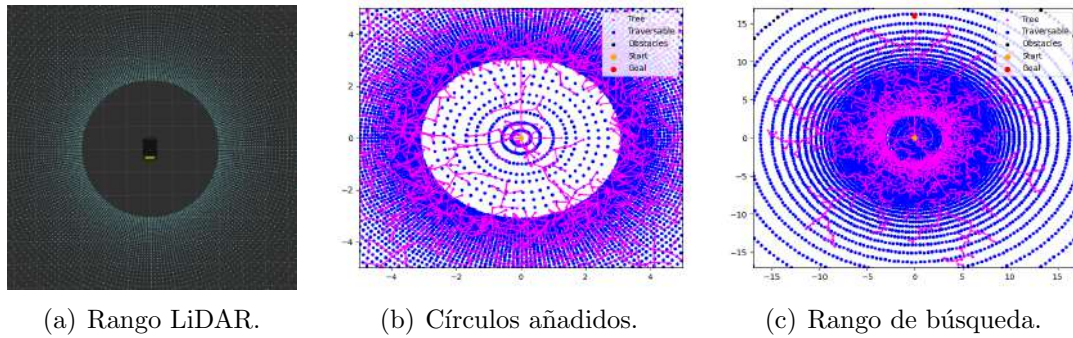 Tree
Traversable
Obstacles
Start
Goal
4
2
0
−2
−4
−4
−2
0
2
4
Tree
Traversable
Obstacles
Start
Goal
15
10
5
0
−5
−10
−15
−15
−10
−5
0
5
10
15
(a) Rango LiDAR.
(b) Círculos añadidos.
(c) Rango de búsqueda.